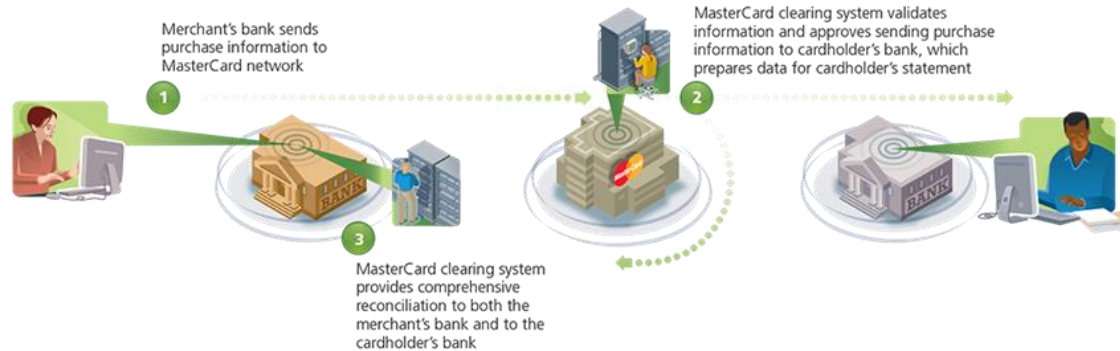 Merchant's bank sends
purchase information to
MasterCard network
1
MasterCard clearing system validates
information and approves sending purchase
information to cardholder's bank, which
prepares data for cardholder's statement
2
BANK
MasterCard
BANK
3
MasterCard clearing system
provides comprehensive
reconciliation to both the
merchant's bank and to the
cardholder's bank